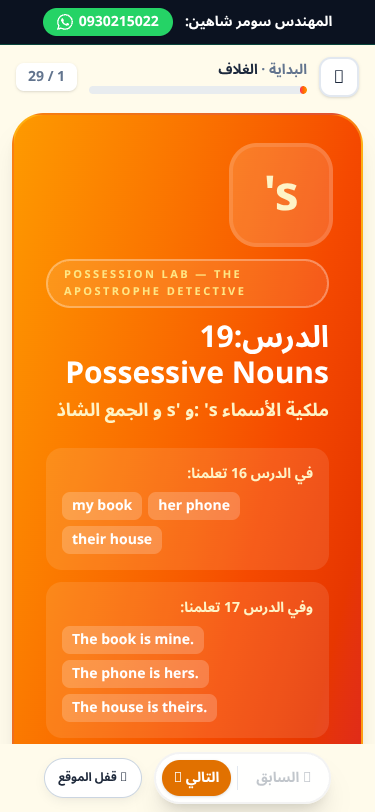 المهندس سومر شاهين: 0930215022
البداية · الغلاف
29 / 1
's
POSSESSION LAB — THE
APOSTROPHE DETECTIVE
الدرس:19
Possessive Nouns
ملكية الأسماء s' :و 's و الجمع الشاذ
في الدرس 16 تعلمنا:
my book her phone
their house
وفي الدرس 17 تعلمنا:
The book is mine.
The phone is hers.
The house is theirs.
السابق التالي قفل الموقع